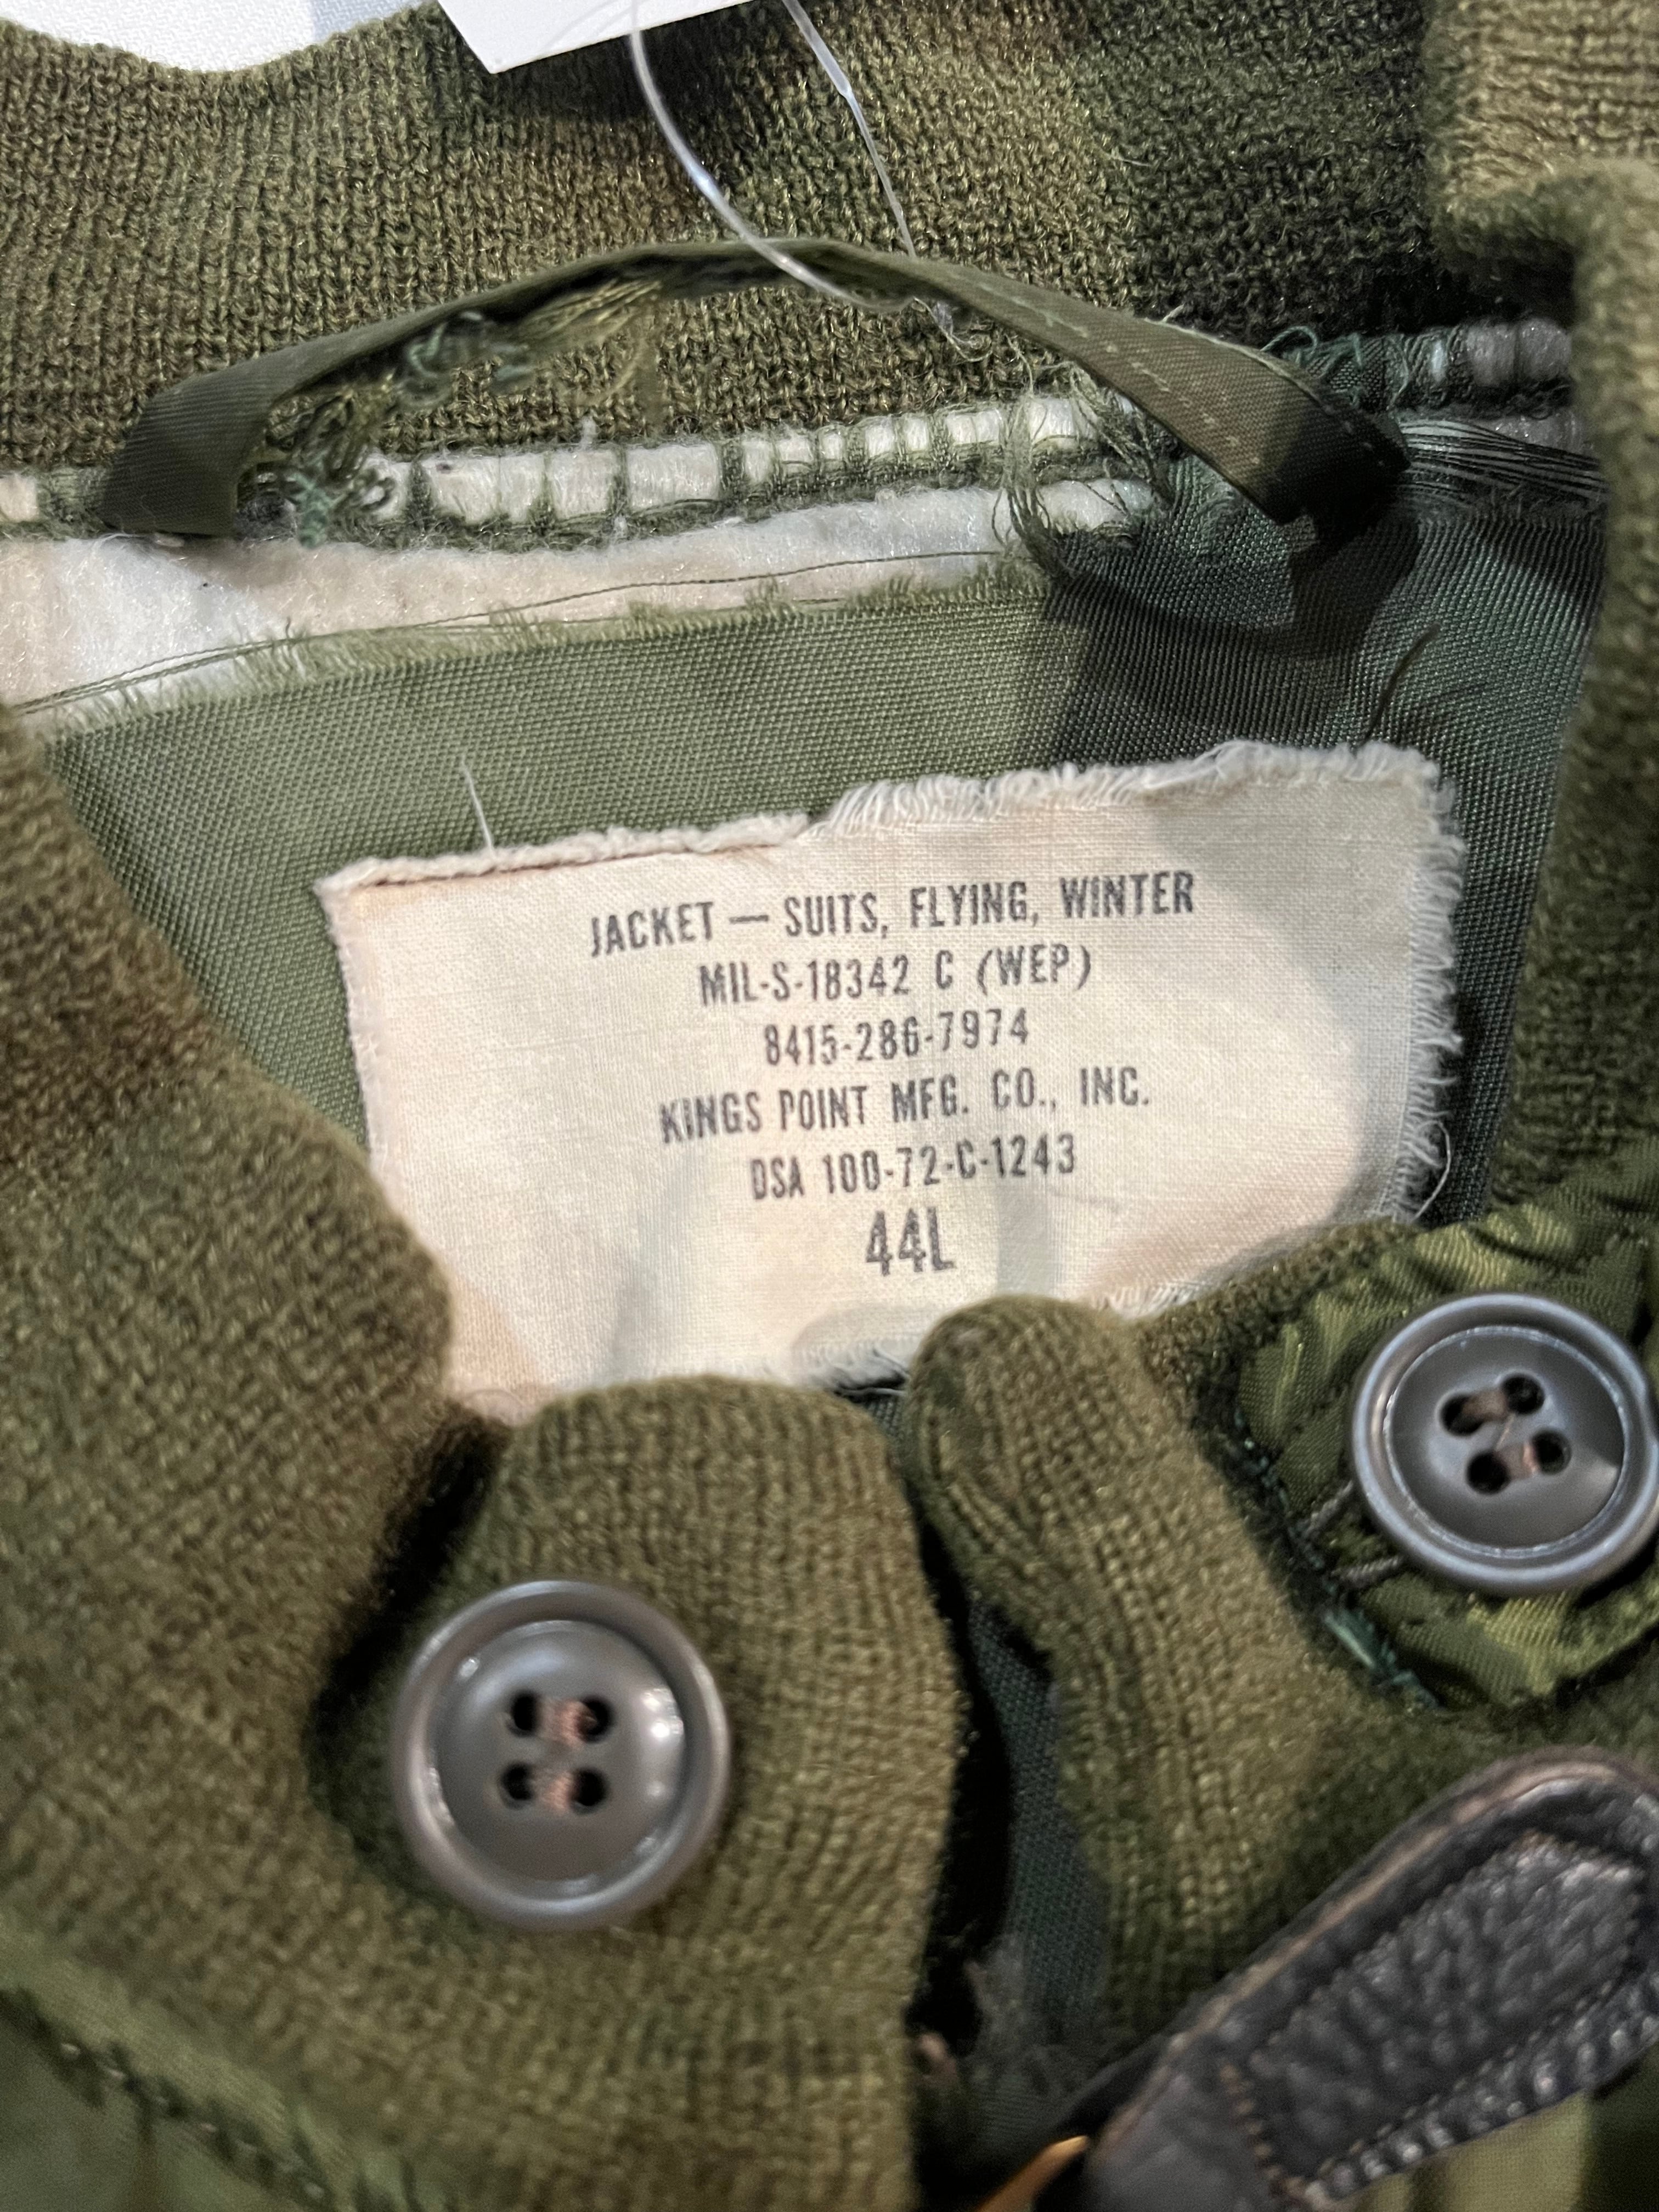 JACKET — SUITS, FLYING, WINTER
MIL-S-18342 C (WEP)
8415-286-7974
KINGS POINT MFG. CO., INC.
DSA 100-72-C-1243
44L